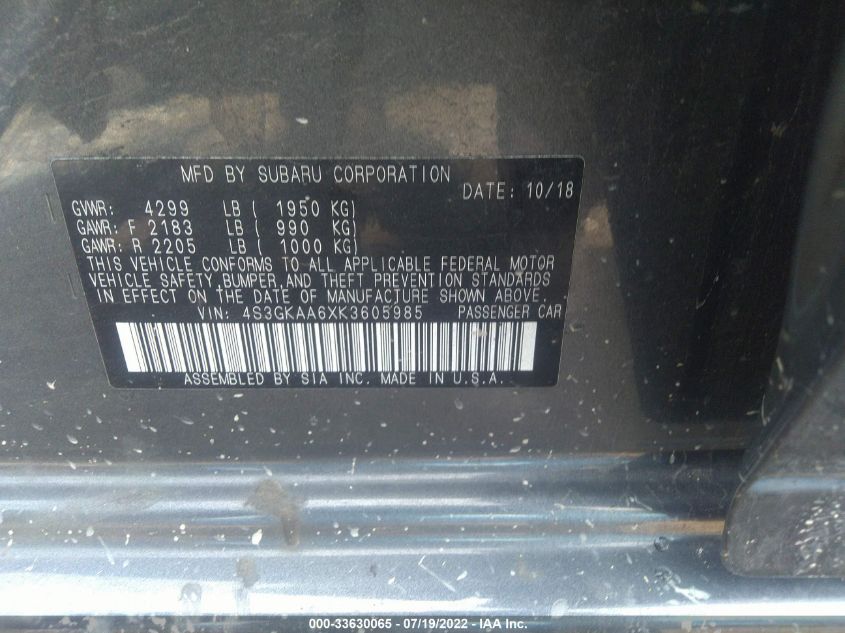 MFD BY SUBARU CORPORATION
DATE: 10/18
GVWR: 4299 LB ( 1950 KG)
GAWR: F 2183 LB ( 990 KG)
GAWR: R 2205 LB ( 1000 KG)
THIS VEHICLE CONFORMS TO ALL APPLICABLE FEDERAL MOTOR
VEHICLE SAFETY,BUMPER,AND THEFT PREVENTION STANDARDS
IN EFFECT ON THE DATE OF MANUFACTURE SHOWN ABOVE.
VIN: 4S3GKAA6XK3605985 PASSENGER CAR
ASSEMBLED BY SIA INC. MADE IN U.S.A.
000-33630065 - 07/19/2022 - IAA Inc.